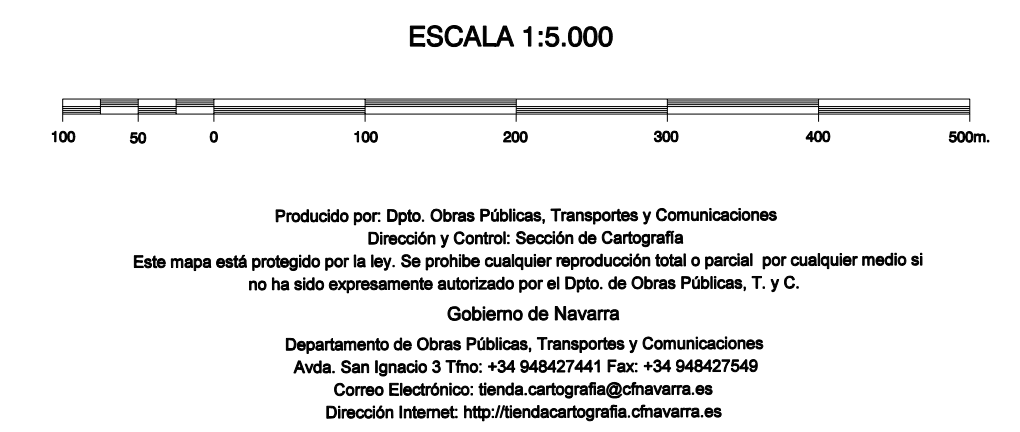 ESCALA 1:5.000
100 50 0 100 200 300 400 500m.
Producido por: Dpto. Obras Públicas, Transportes y Comunicaciones
Dirección y Control: Sección de Cartografía
Este mapa está protegido por la ley. Se prohibe cualquier reproducción total o parcial por cualquier medio si
no ha sido expresamente autorizado por el Dpto. de Obras Públicas, T. y C.
Gobierno de Navarra
Departamento de Obras Públicas, Transportes y Comunicaciones
Avda. San Ignacio 3 Tfno: +34 948427441 Fax: +34 948427549
Correo Electrónico: tienda.cartografia@cfnavarra.es
Dirección Internet: http://tiendacartografia.cfnavarra.es